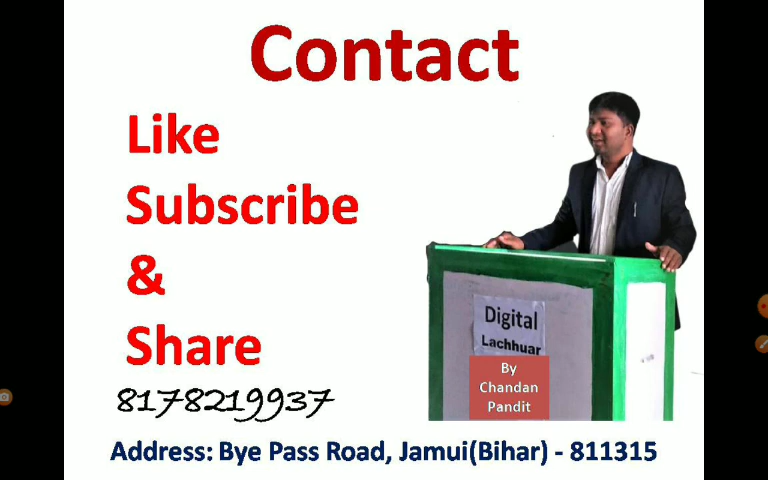 Contact
Like
Subscribe
&
Share
8178219937
Digital
Lachhuar
By
Chandan
Pandit
Address: Bye Pass Road, Jamui(Bihar) - 811315